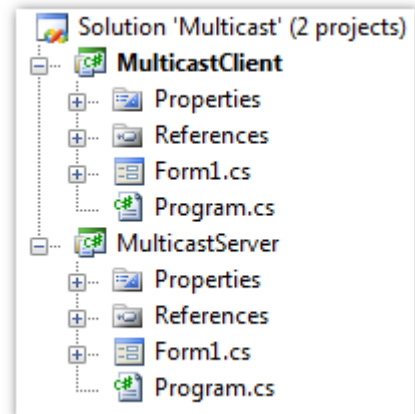 Solution 'Multicast' (2 projects)
MulticastClient
Properties
References
Form1.cs
Program.cs
MulticastServer
Properties
References
Form1.cs
Program.cs